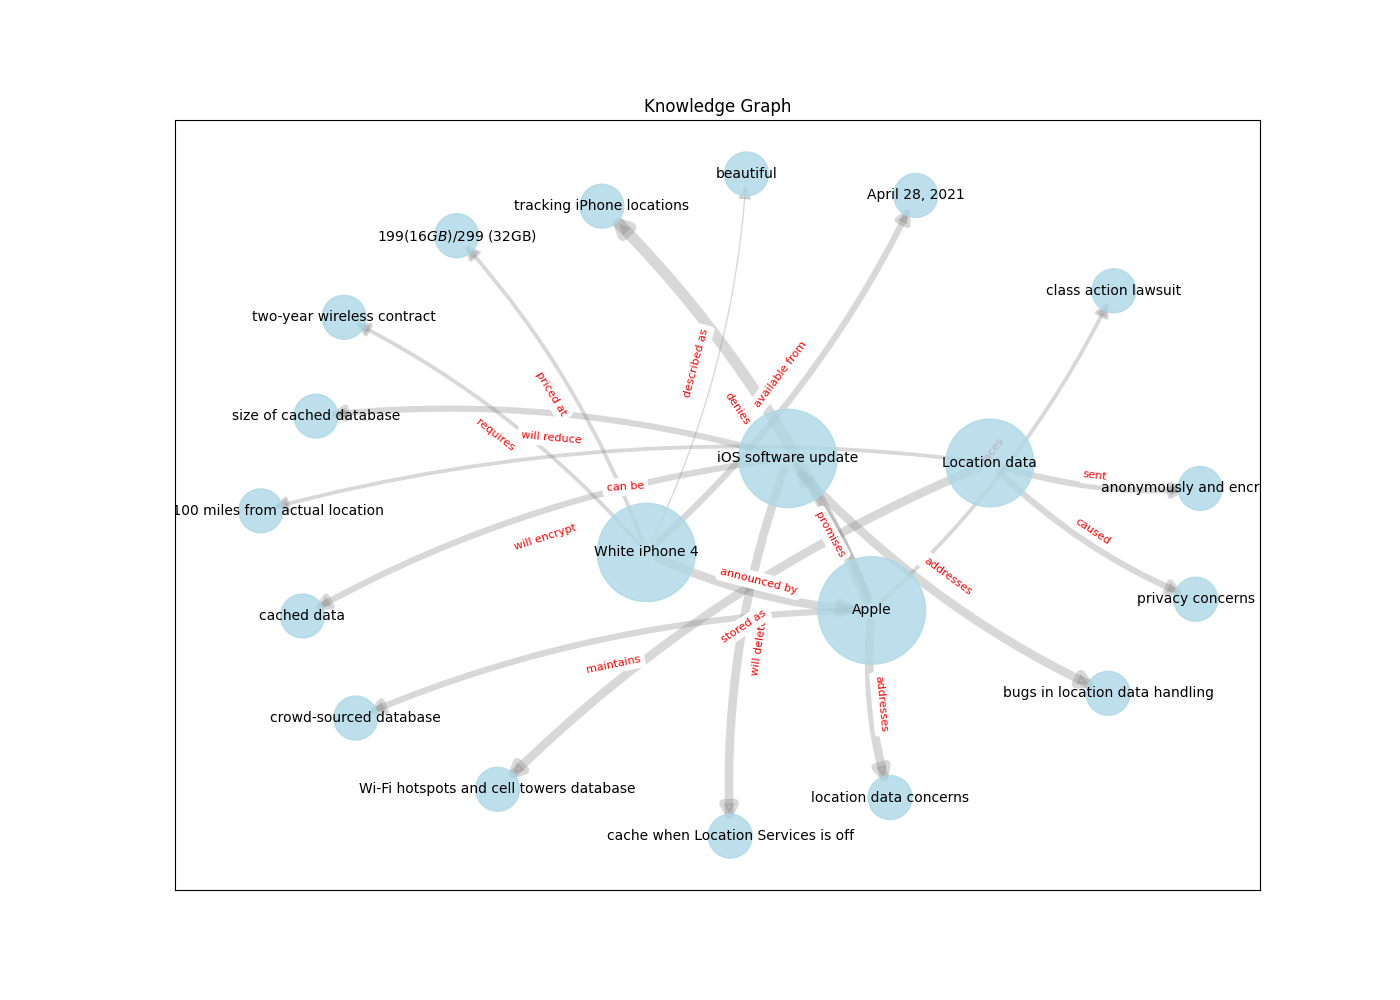 Knowledge Graph
beautiful
April 28, 2021
tracking iPhone locations
199(16GB)/299 (32GB)
class action lawsuit
two-year wireless contract
described as
available from
priced at
denies
size of cached database
requires
will reduce
iOS software update
Location data
sent
can be
anonymously and encr
100 miles from actual location
promises
caused
will encrypt
White iPhone 4
announced by
addresses
privacy concerns
cached data
Apple
stored as
will delete
maintains
addresses
bugs in location data handling
crowd-sourced database
Wi-Fi hotspots and cell towers database
location data concerns
cache when Location Services is off